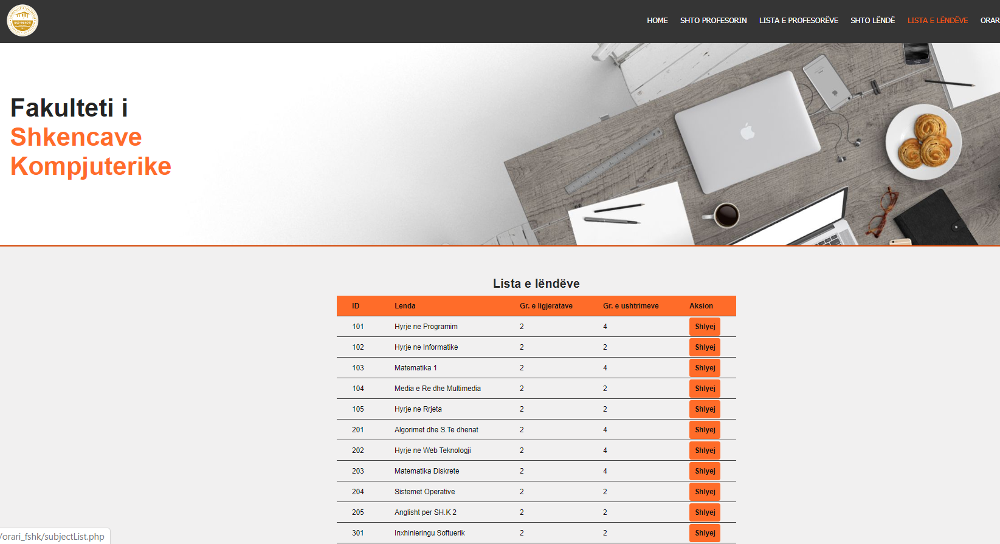 HOME SHTO PROFESORIN LISTA E PROFESORËVE SHTO LËNDË LISTA E LËNDËVE ORAR
Fakulteti i
Shkencave
Kompjuterike
Lista e lëndëve
ID Lenda Gr. e ligjeratave Gr. e ushtrimeve Aksion
101 Hyrje ne Programim 2 4 Shlyej
102 Hyrje ne Informatike 2 2 Shlyej
103 Matematika 1 2 4 Shlyej
104 Media e Re dhe Multimedia 2 2 Shlyej
105 Hyrje ne Rrjeta 2 2 Shlyej
201 Algorimet dhe S.Te dhenat 2 4 Shlyej
202 Hyrje ne Web Teknologji 2 4 Shlyej
203 Matematika Diskrete 2 4 Shlyej
204 Sistemet Operative 2 2 Shlyej
205 Anglisht per SH.K 2 2 2 Shlyej
301 Inxhinieringu Softuerik 2 2 Shlyej
/orari_fshk/subjectList.php